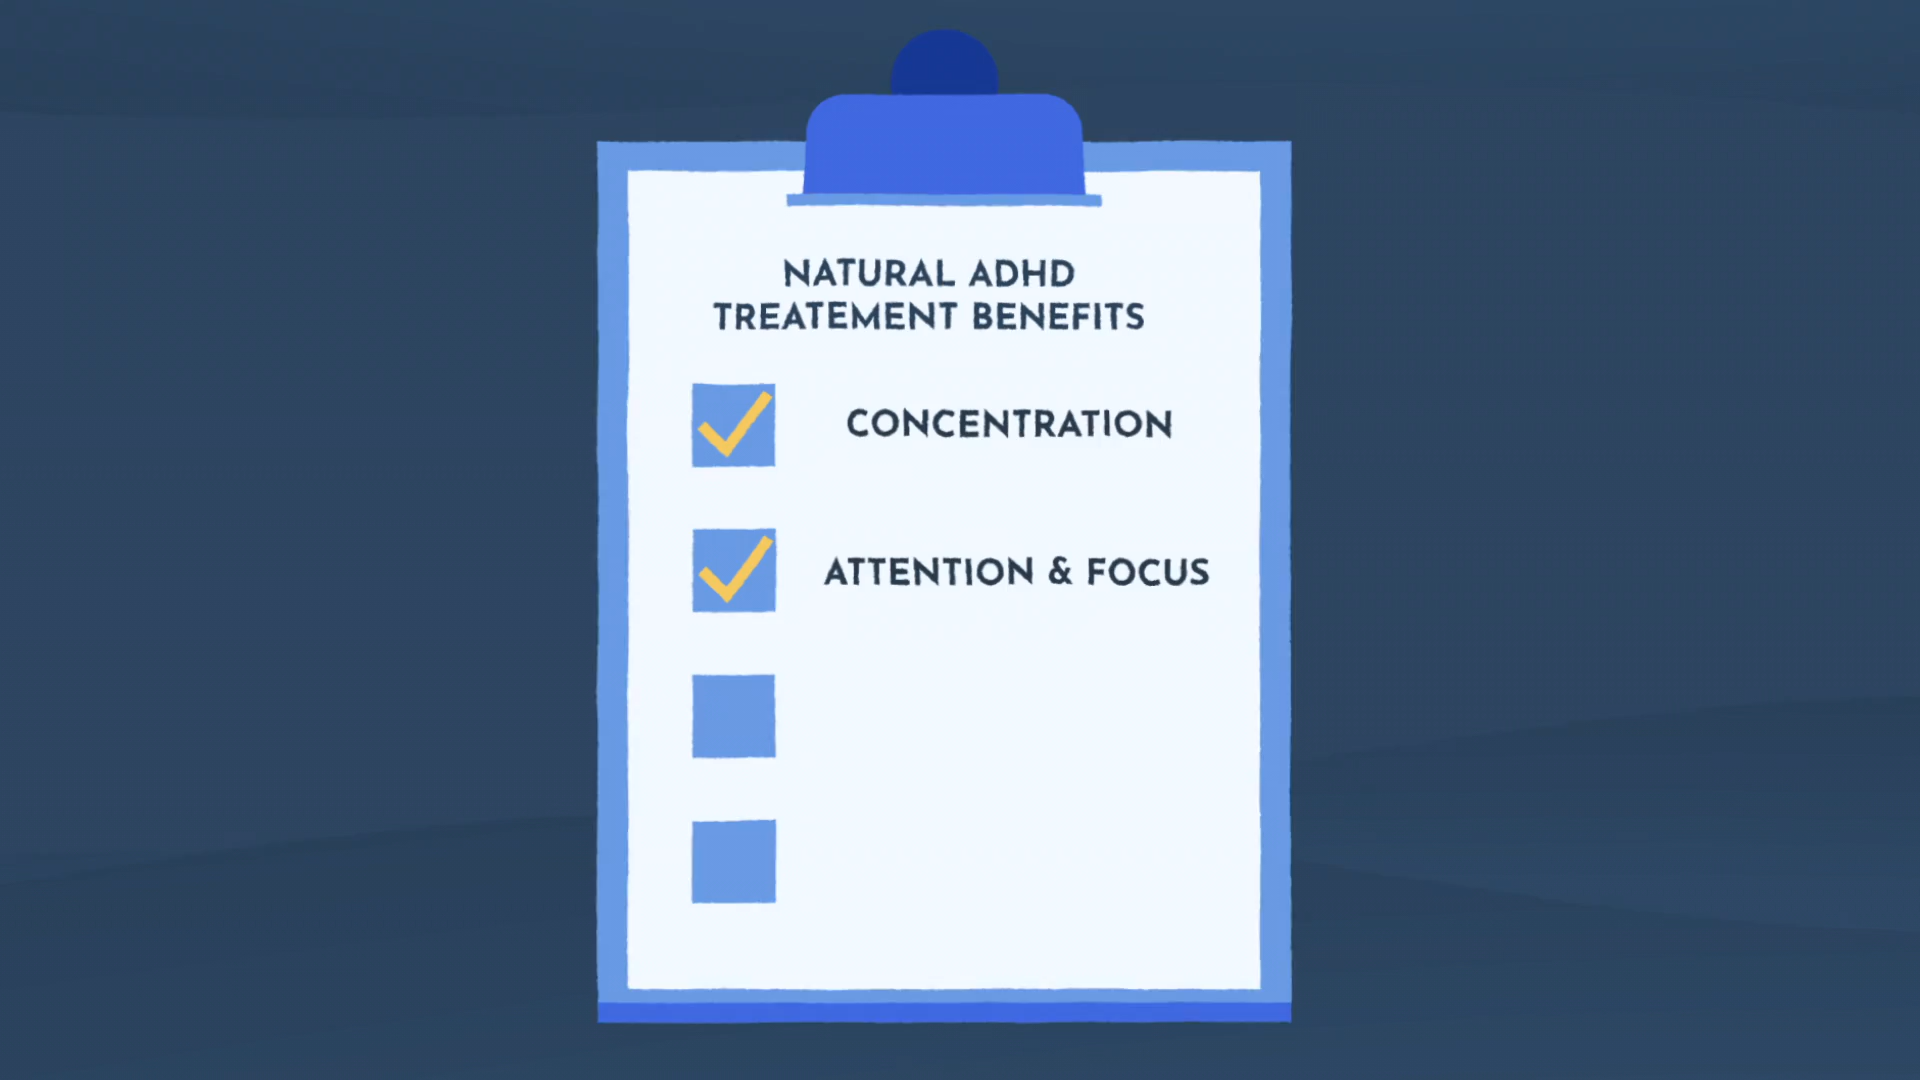 NATURAL ADHD
TREATEMENT BENEFITS
CONCENTRATION
ATTENTION & FOCUS